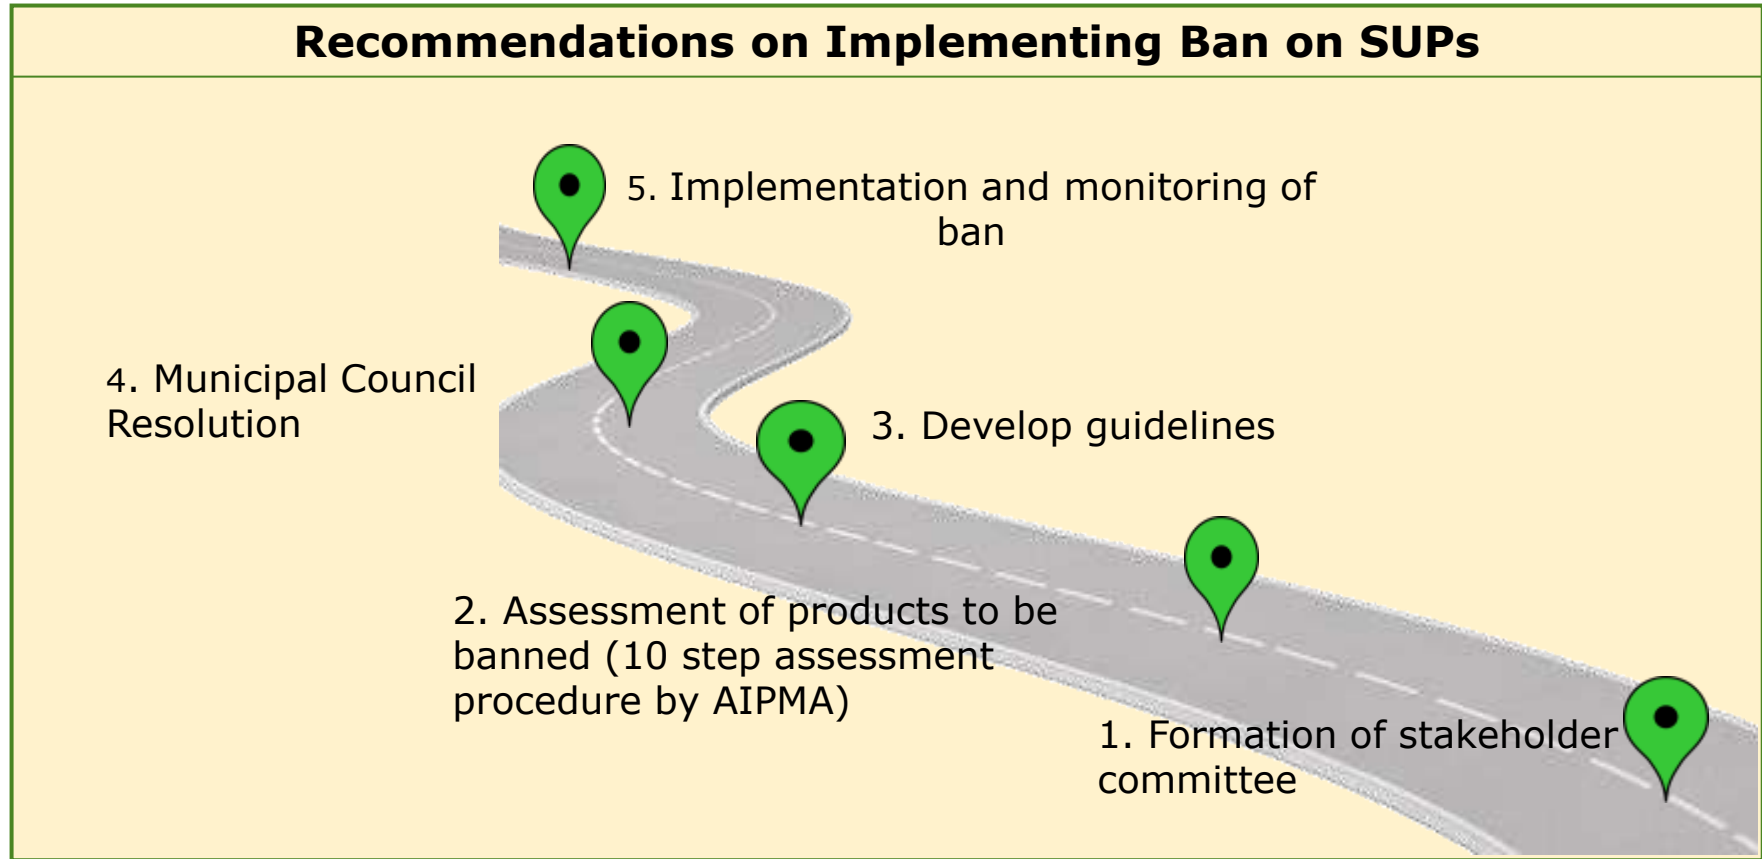 Recommendations on Implementing Ban on SUPs
5. Implementation and monitoring of
ban
4. Municipal Council
Resolution
3. Develop guidelines
2. Assessment of products to be
banned (10 step assessment
procedure by AIPMA)
1. Formation of stakeholder
committee